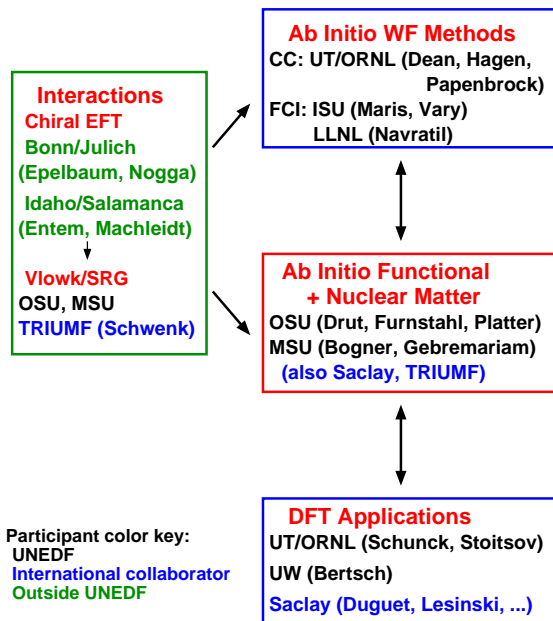 Interactions
Chiral EFT
Bonn/Julich
(Epelbaum, Nogga)
Idaho/Salamanca
(Entem, Machleidt)
Vlowk/SRG
OSU, MSU
TRIUMF (Schwenk)
Ab Initio WF Methods
CC: UT/ORNL (Dean, Hagen,
Papenbrock)
FCI: ISU (Maris, Vary)
LLNL (Navratil)
Ab Initio Functional
+ Nuclear Matter
OSU (Drut, Furnstahl, Platter)
MSU (Bogner, Gebremariam)
(also Saclay, TRIUMF)
DFT Applications
UT/ORNL (Schunck, Stoitsov)
UW (Bertsch)
Saclay (Duguet, Lesinski, ...)
Participant color key:
UNEDF
International collaborator
Outside UNEDF